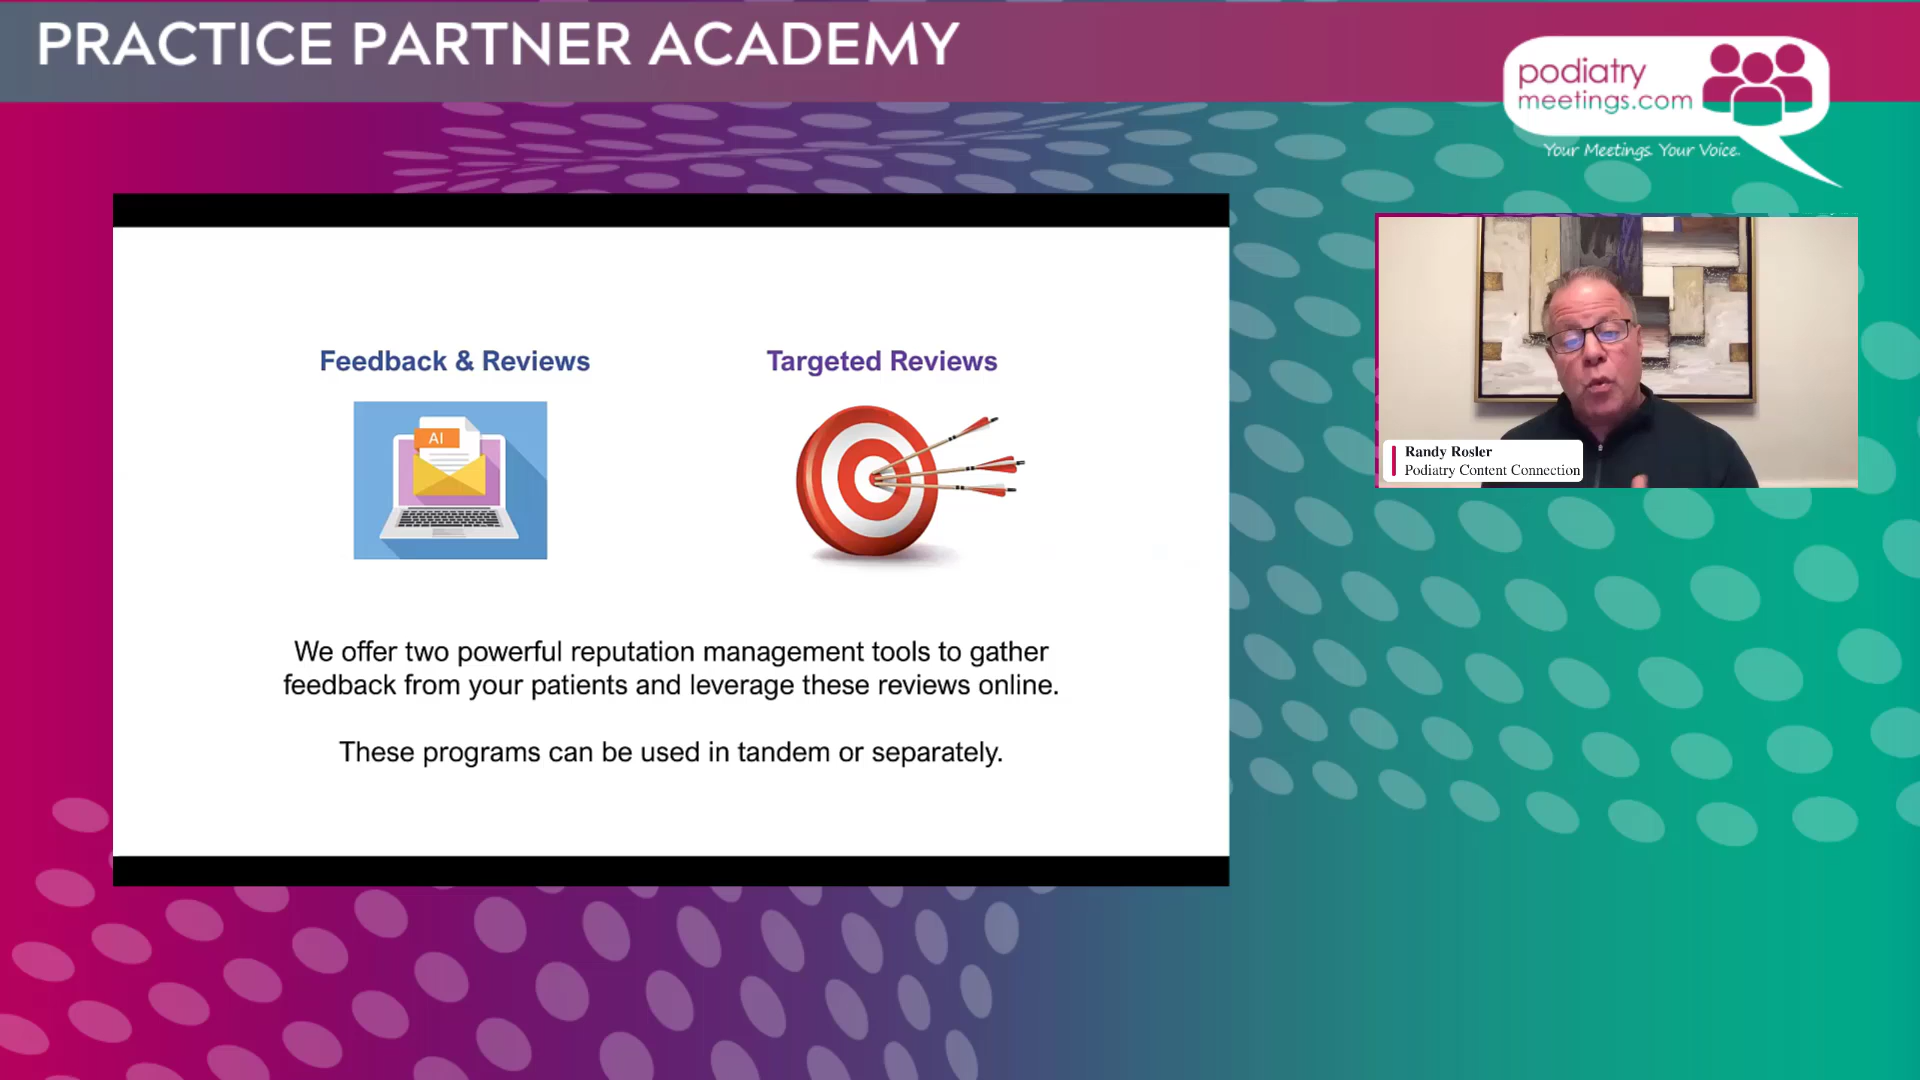 PRACTICE PARTNER ACADEMY
podiatry
meetings.com
Your Meetings. Your Voice.
Feedback & Reviews
Targeted Reviews
AI
We offer two powerful reputation management tools to gather
feedback from your patients and leverage these reviews online.
These programs can be used in tandem or separately.
Randy Rosler
Podiatry Content Connection